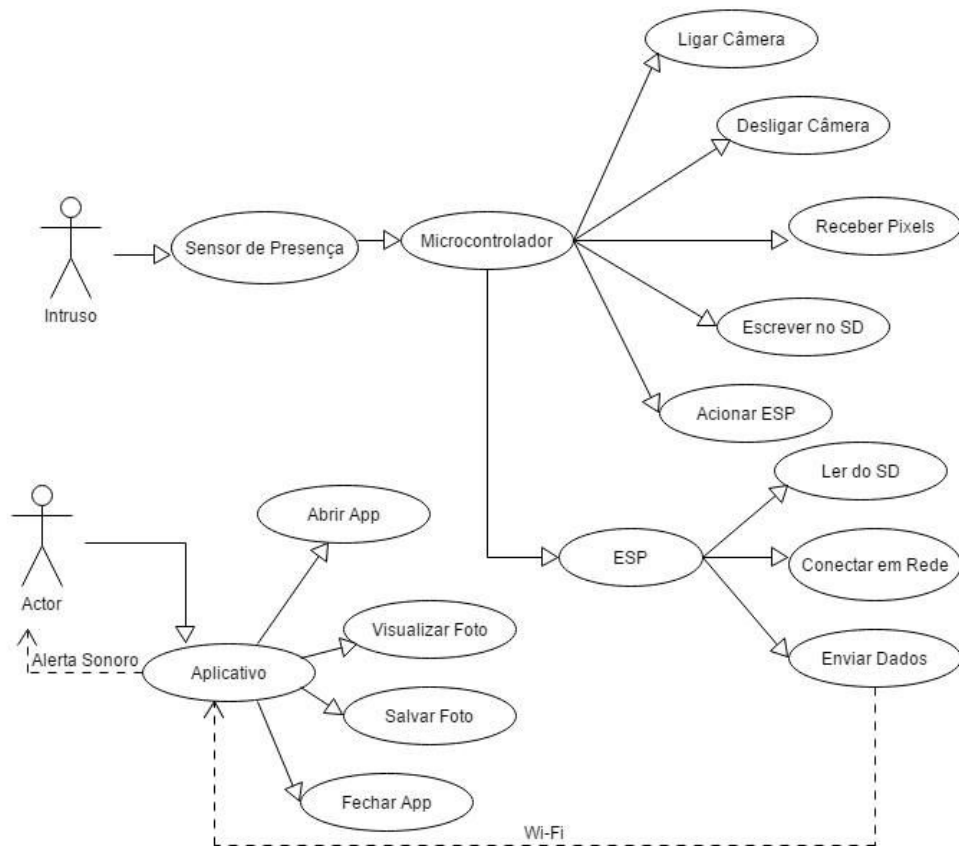 Ligar Câmera
Desligar Câmera
Receber Pixels
Sensor de Presença
Microcontrolador
Intruso
Escrever no SD
Acionar ESP
Ler do SD
Abrir App
ESP
Conectar em Rede
Actor
Visualizar Foto
Alerta Sonoro
Aplicativo
Enviar Dados
Salvar Foto
Fechar App
Wi-Fi